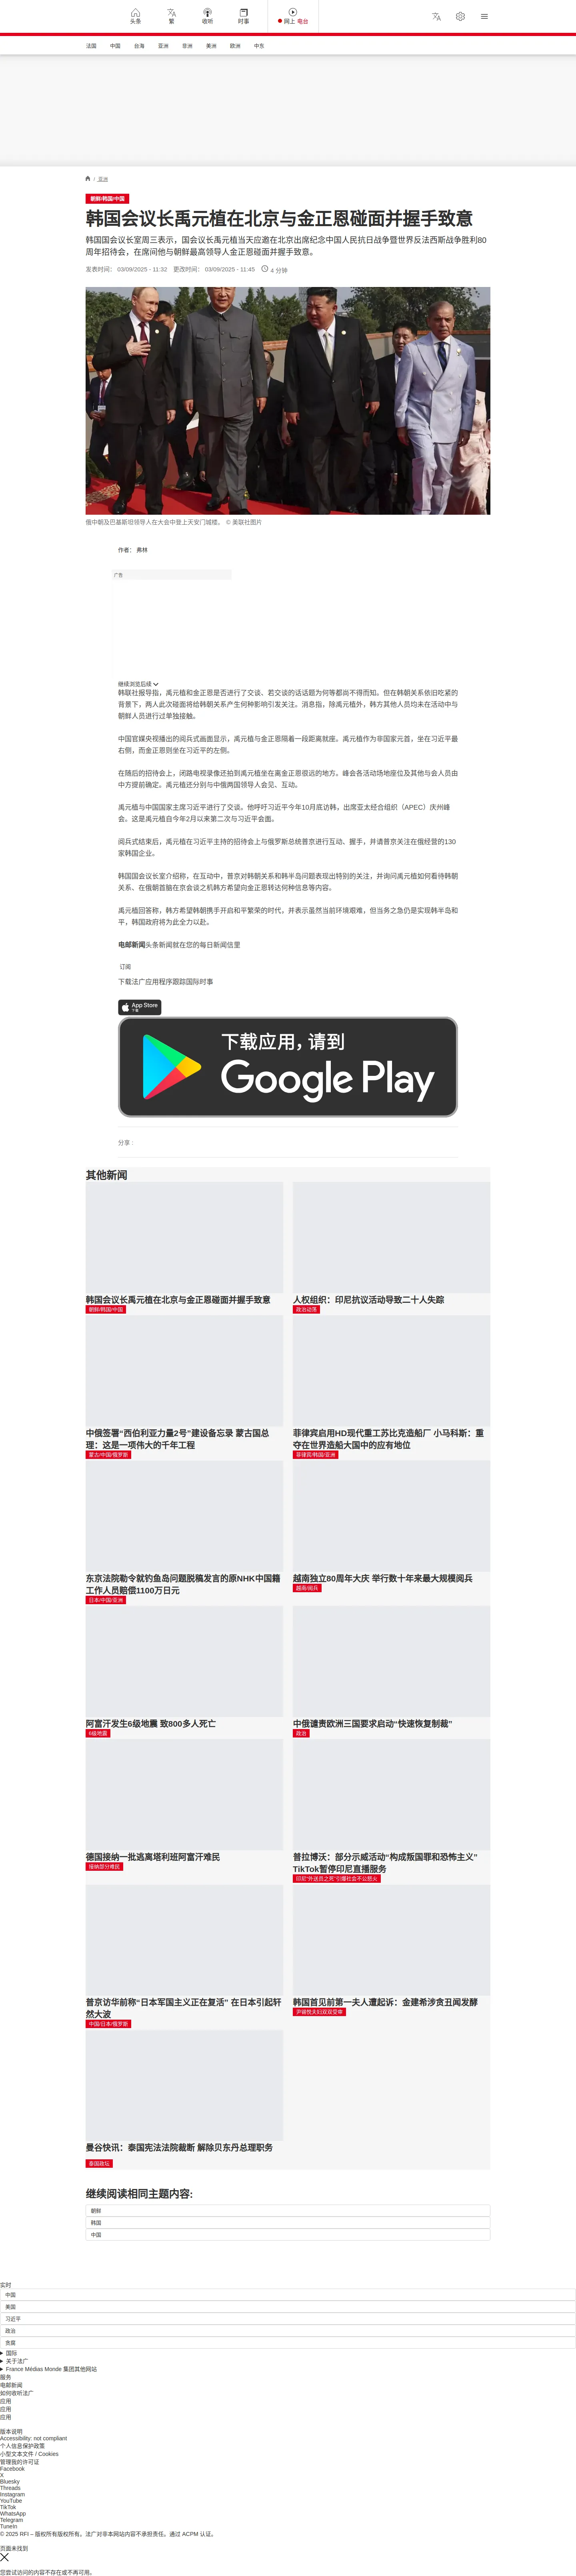 头条
繁
收听
时事
网上 电台
法国 中国 台海 亚洲 非洲 美洲 欧洲 中东
/ 亚洲
朝鲜/韩国/中国
韩国会议长禹元植在北京与金正恩碰面并握手致意
韩国国会议长室周三表示，国会议长禹元植当天应邀在北京出席纪念中国人民抗日战争暨世界反法西斯战争胜利80
周年招待会，在席间他与朝鲜最高领导人金正恩碰面并握手致意。
发表时间： 03/09/2025 - 11:32 更改时间： 03/09/2025 - 11:45 4 分钟
俄中朝及巴基斯坦领导人在大会中登上天安门城楼。 © 美联社图片
作者： 弗林
广告
继续浏览后续
韩联社报导指，禹元植和金正恩是否进行了交谈、若交谈的话话题为何等都尚不得而知。但在韩朝关系依旧吃紧的
背景下，两人此次碰面将给韩朝关系产生何种影响引发关注。消息指，除禹元植外，韩方其他人员均未在活动中与
朝鲜人员进行过单独接触。
中国官媒央视播出的阅兵式画面显示，禹元植与金正恩隔着一段距离就座。禹元植作为非国家元首，坐在习近平最
右侧，而金正恩则坐在习近平的左侧。
在随后的招待会上，闭路电视录像还拍到禹元植坐在离金正恩很远的地方。峰会各活动场地座位及其他与会人员由
中方提前确定。禹元植还分别与中俄两国领导人会见、互动。
禹元植与中国国家主席习近平进行了交谈。他呼吁习近平今年10月底访韩，出席亚太经合组织（APEC）庆州峰
会。这是禹元植自今年2月以来第二次与习近平会面。
阅兵式结束后，禹元植在习近平主持的招待会上与俄罗斯总统普京进行互动、握手，并请普京关注在俄经营的130
家韩国企业。
韩国国会议长室介绍称，在互动中，普京对韩朝关系和韩半岛问题表现出特别的关注，并询问禹元植如何看待韩朝
关系、在俄朝首脑在京会谈之机韩方希望向金正恩转达何种信息等内容。
禹元植回答称，韩方希望韩朝携手开启和平繁荣的时代，并表示虽然当前环境艰难，但当务之急仍是实现韩半岛和
平，韩国政府将为此全力以赴。
电邮新闻头条新闻就在您的每日新闻信里
订阅
下载法广应用程序跟踪国际时事
App Store
下载
下载应用，请到
Google Play
分享 :
其他新闻
韩国会议长禹元植在北京与金正恩碰面并握手致意
朝鲜/韩国/中国
人权组织：印尼抗议活动导致二十人失踪
政治动荡
中俄签署“西伯利亚力量2号”建设备忘录 蒙古国总
理：这是一项伟大的千年工程
蒙古/中国/俄罗斯
菲律宾启用HD现代重工苏比克造船厂 小马科斯：重
夺在世界造船大国中的应有地位
菲律宾/韩国/亚洲
东京法院勒令就钓鱼岛问题脱稿发言的原NHK中国籍
工作人员赔偿1100万日元
日本/中国/亚洲
越南独立80周年大庆 举行数十年来最大规模阅兵
越南/阅兵
阿富汗发生6级地震 致800多人死亡
6级地震
中俄谴责欧洲三国要求启动“快速恢复制裁”
政治
德国接纳一批逃离塔利班阿富汗难民
接纳部分难民
普拉博沃：部分示威活动“构成叛国罪和恐怖主义”
TikTok暂停印尼直播服务
印尼“外送员之死”引爆社会不公怒火
普京访华前称“日本军国主义正在复活” 在日本引起轩
然大波
中国/日本/俄罗斯
韩国首见前第一夫人遭起诉：金建希涉贪丑闻发酵
尹锡悦夫妇双双受审
曼谷快讯：泰国宪法法院裁断 解除贝东丹总理职务
泰国政坛
继续阅读相同主题内容:
朝鲜
韩国
中国
实时
中国
美国
习近平
政治
贪腐
国际
关于法广
France Médias Monde 集团其他网站
服务
电邮新闻
如何收听法广
应用
应用
应用
版本说明
Accessibility: not compliant
个人信息保护政策
小型文本文件 / Cookies
管理我的许可证
Facebook
X
Bluesky
Threads
Instagram
YouTube
TikTok
WhatsApp
Telegram
TuneIn
© 2025 RFI – 版权所有版权所有。法广对非本网站内容不承担责任。通过 ACPM 认证。
页面未找到
您尝试访问的内容不存在或不再可用。